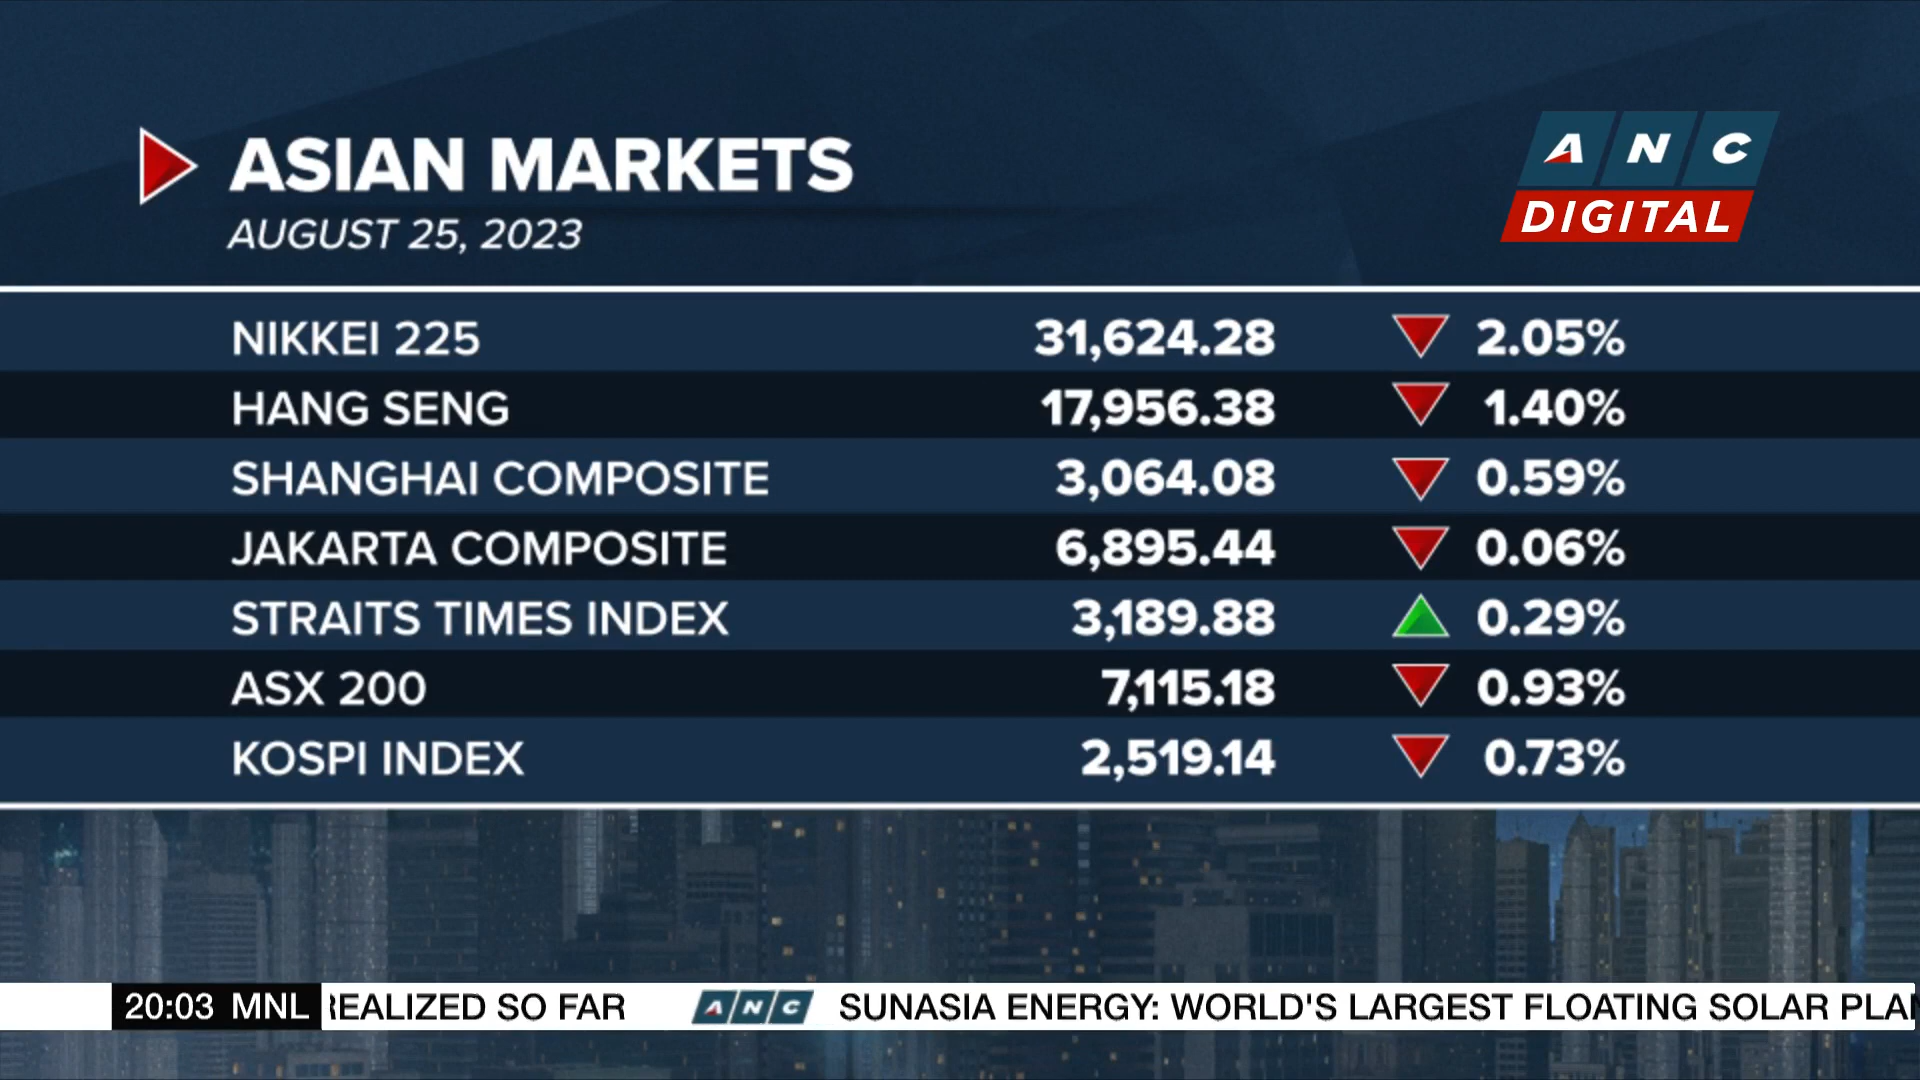 ASIAN MARKETS
AUGUST 25, 2023
ANC
DIGITAL
NIKKEI 225 31,624.28 2.05%
HANG SENG 17,956.38 1.40%
SHANGHAI COMPOSITE 3,064.08 0.59%
JAKARTA COMPOSITE 6,895.44 0.06%
STRAITS TIMES INDEX 3,189.88 0.29%
ASX 200 7,115.18 0.93%
KOSPI INDEX 2,519.14 0.73%
20:03 MNL REALIZED SO FAR ANC SUNASIA ENERGY: WORLD'S LARGEST FLOATING SOLAR PLA